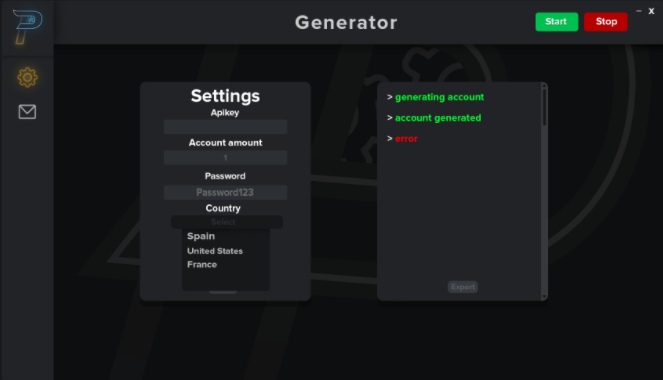 Generator
Start
Stop
Settings
Apikey
Account amount
1
Password
Password123
Country
Select
Spain
United States
France
> generating account
> account generated
> error
Export